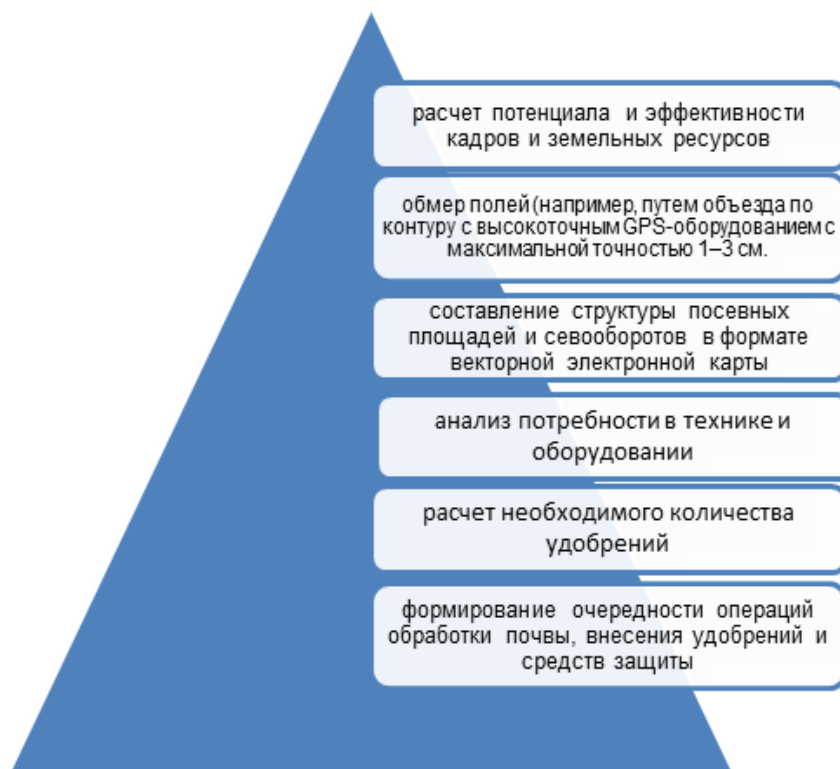 расчет потенциала и эффективности
кадров и земельных ресурсов
обмер полей (например, путем объезда по
контуру с высокоточным GPS-оборудованием с
максимальной точностью 1–3 см.
составление структуры посевных
площадей и севооборотов в формате
векторной электронной карты
анализ потребности в технике и
оборудовании
расчет необходимого количества
удобрений
формирование очередности операций
обработки почвы, внесения удобрений и
средств защиты